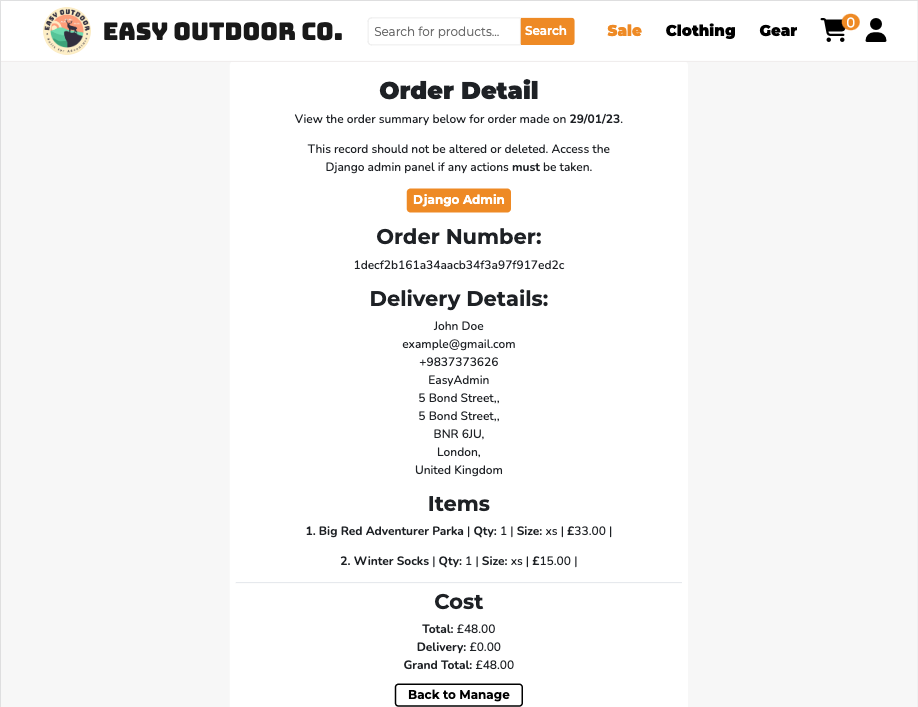 EASY OUTDOOR
EASY OUTDOOR CO.
Search for products...
Search
Sale
Clothing
Gear
0
Order Detail
View the order summary below for order made on 29/01/23.
This record should not be altered or deleted. Access the
Django admin panel if any actions must be taken.
Django Admin
Order Number:
1decf2b161a34aacb34f3a97f917ed2c
Delivery Details:
John Doe
example@gmail.com
+9837373626
EasyAdmin
5 Bond Street,,
5 Bond Street,,
BNR 6JU,
London,
United Kingdom
Items
1. Big Red Adventurer Parka | Qty: 1 | Size: xs | £33.00 |
2. Winter Socks | Qty: 1 | Size: xs | £15.00 |
Cost
Total: £48.00
Delivery: £0.00
Grand Total: £48.00
Back to Manage